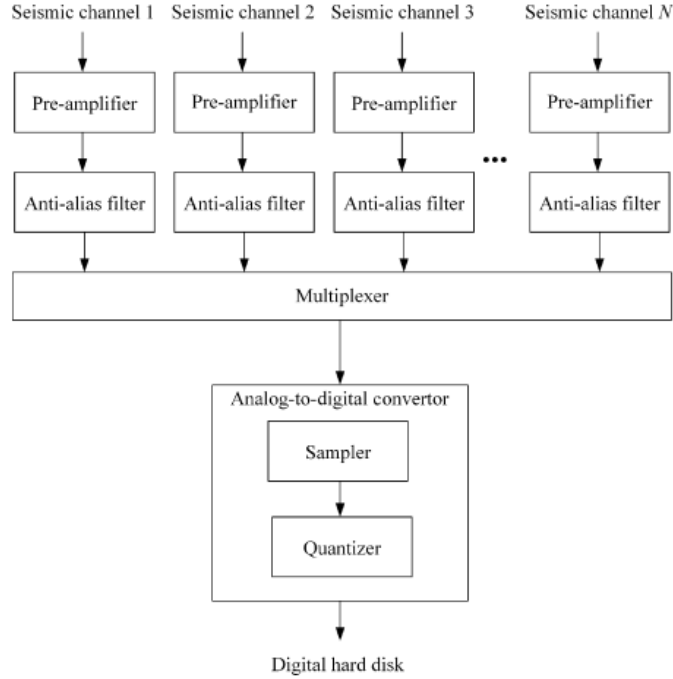 Seismic channel 1 Seismic channel 2 Seismic channel 3 Seismic channel N
Pre-amplifier Pre-amplifier Pre-amplifier Pre-amplifier
...
Anti-alias filter Anti-alias filter Anti-alias filter Anti-alias filter
Multiplexer
Analog-to-digital convertor
Sampler
Quantizer
Digital hard disk